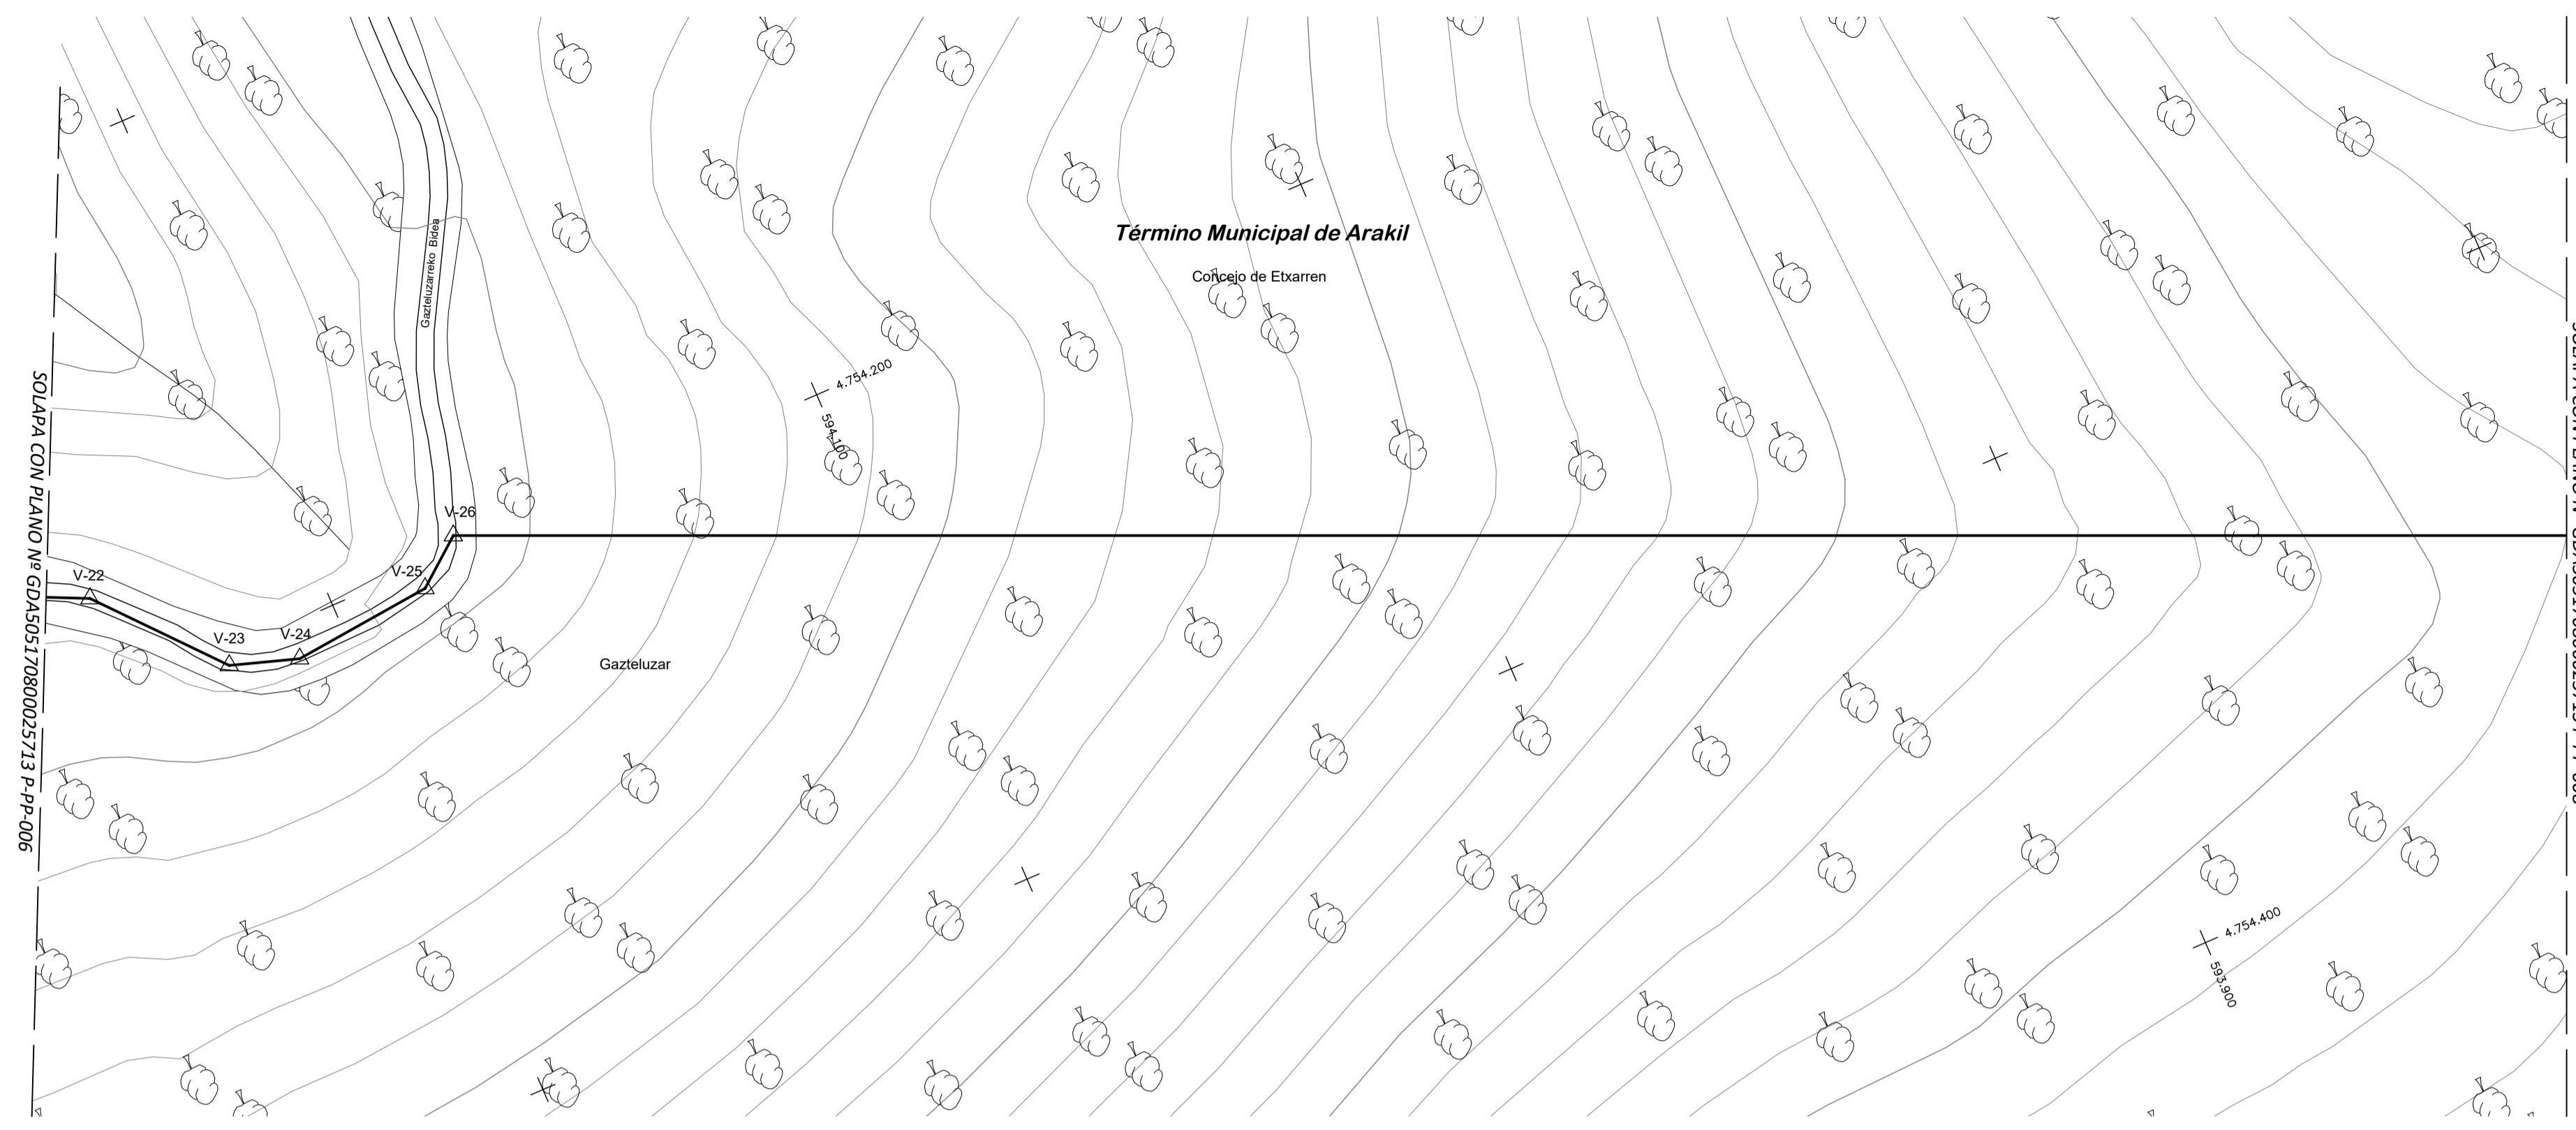 Término Municipal de Arakil
Concejo de Etxarren
Gazteluzarreko Bidea
4.754.200
594.100
SOLAPA CON PLANO Nº GDA505170800025713 P-PP-006
V-26
V-25
V-22
V-23
V-24
Gazteluzar
4.754.400
593.900